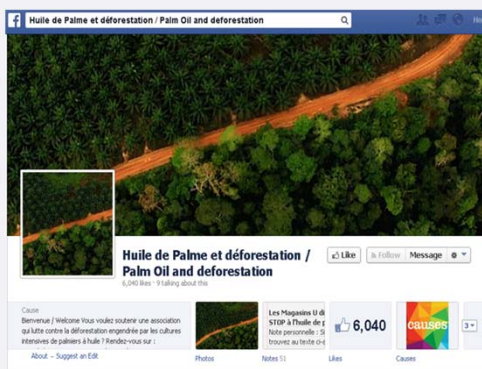 Huile de Palme et déforestation / Palm Oil and deforestation
Huile de Palme et déforestation /
Palm Oil and deforestation
6,040 likes · 9 talking about this
Like
Follow
Message
Cause
Bienvenue / Welcome Vous voulez soutenir une association
qui lutte contre la déforestation engendrée par les cultures
intensives de palmiers à huile ? Rendez-vous sur :
About – Suggest an Edit
Photos
Les Magasins U di
STOP à l'huile de p
Note personnelle : Si
trouvez au texte ci-e
Notes 51
6,040
Likes
causes
Causes
3